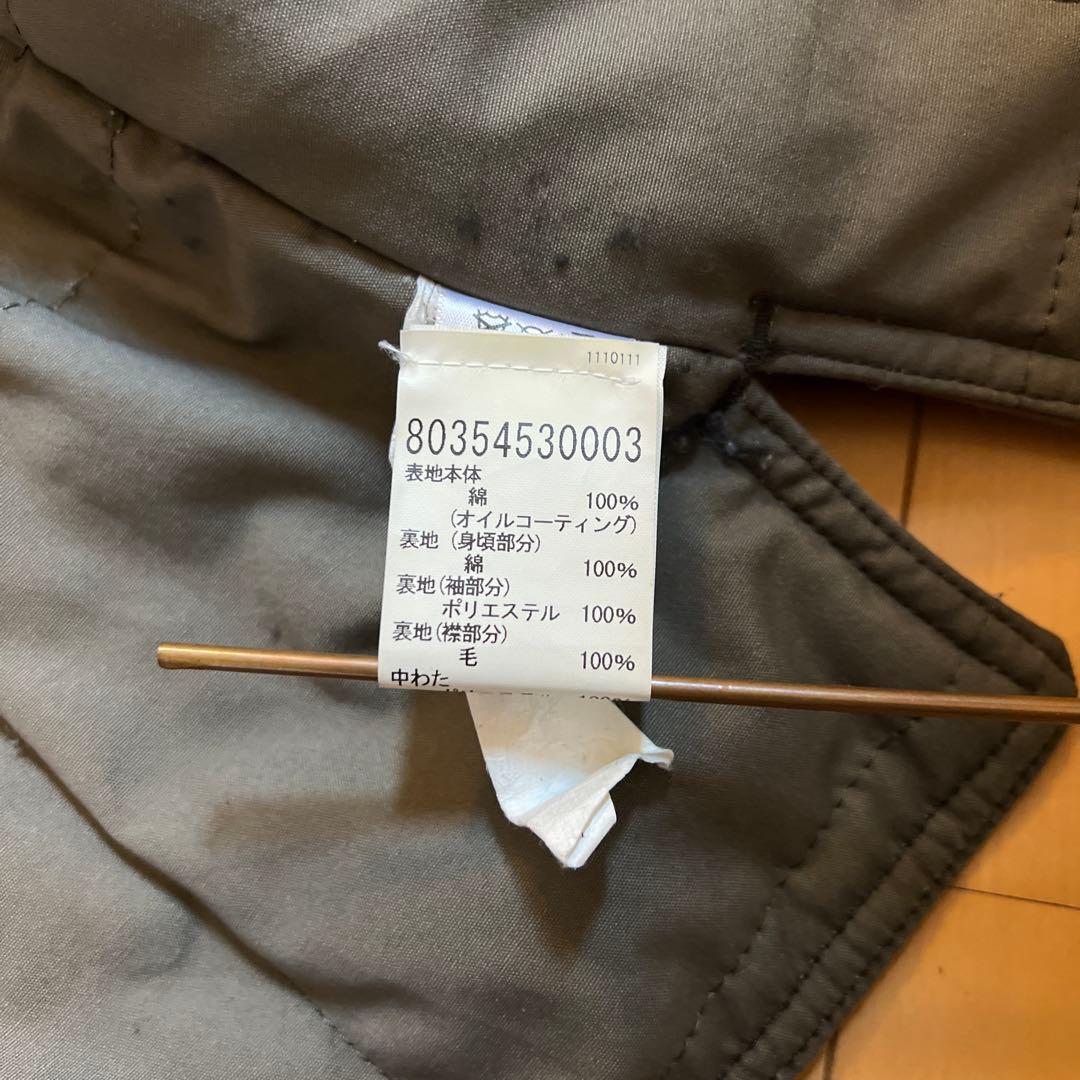 1110111
80354530003
表地本体
綿 100%
(オイルコーティング)
裏地(身頃部分)
綿 100%
裏地(袖部分)
ポリエステル 100%
裏地(襟部分)
毛 100%
中わた